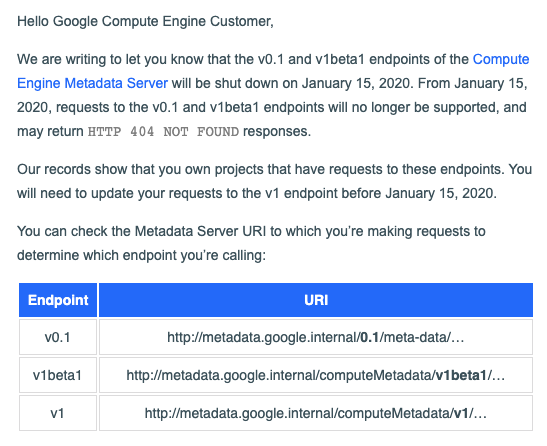 Hello Google Compute Engine Customer,
We are writing to let you know that the v0.1 and v1beta1 endpoints of the Compute
Engine Metadata Server will be shut down on January 15, 2020. From January 15,
2020, requests to the v0.1 and v1beta1 endpoints will no longer be supported, and
may return HTTP 404 NOT FOUND responses.
Our records show that you own projects that have requests to these endpoints. You
will need to update your requests to the v1 endpoint before January 15, 2020.
You can check the Metadata Server URI to which you’re making requests to
determine which endpoint you’re calling:
Endpoint URI
v0.1 http://metadata.google.internal/0.1/meta-data/…
v1beta1 http://metadata.google.internal/computeMetadata/v1beta1/…
v1 http://metadata.google.internal/computeMetadata/v1/…